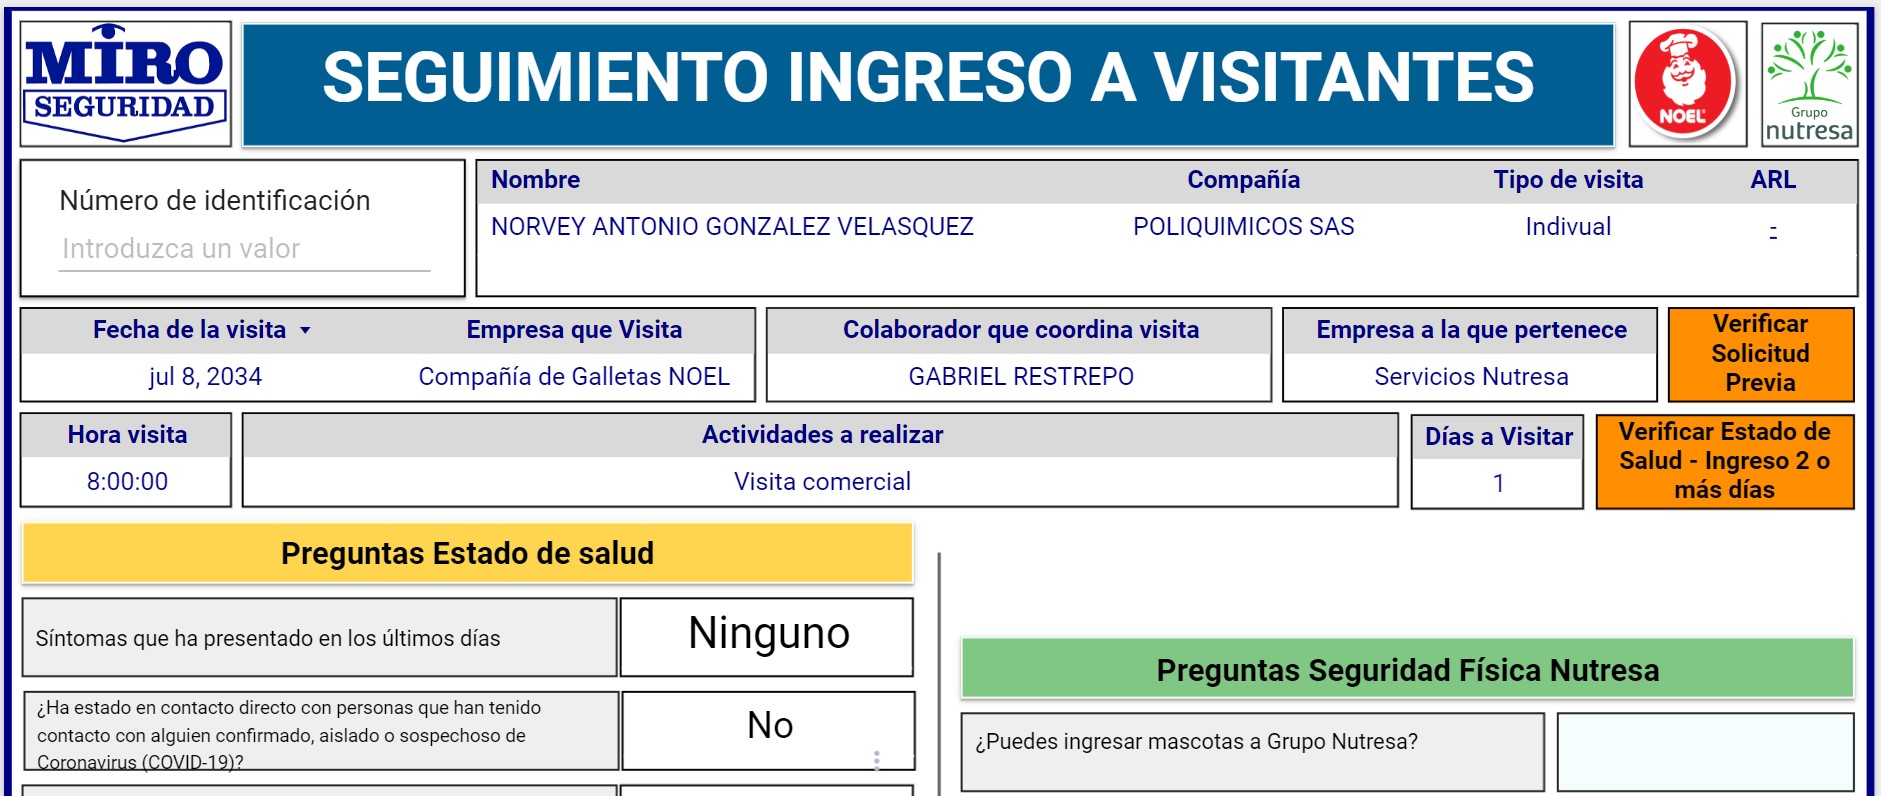 MIRO
SEGURIDAD
SEGUIMIENTO INGRESO A VISITANTES
NOEL
Grupo
nutresa
Número de identificación
Introduzca un valor
Nombre Compañía Tipo de visita ARL
NORVEY ANTONIO GONZALEZ VELASQUEZ POLIQUIMICOS SAS Indivual -
Fecha de la visita Empresa que Visita
jul 8, 2034 Compañía de Galletas NOEL
Colaborador que coordina visita
GABRIEL RESTREPO
Empresa a la que pertenece
Servicios Nutresa
Verificar
Solicitud
Previa
Hora visita
8:00:00
Actividades a realizar
Visita comercial
Días a Visitar
1
Verificar Estado de
Salud - Ingreso 2 o
más días
Preguntas Estado de salud
Síntomas que ha presentado en los últimos días
Ninguno
¿Ha estado en contacto directo con personas que han tenido
contacto con alguien confirmado, aislado o sospechoso de
Coronavirus (COVID-19)?
No
Preguntas Seguridad Física Nutresa
¿Puedes ingresar mascotas a Grupo Nutresa?